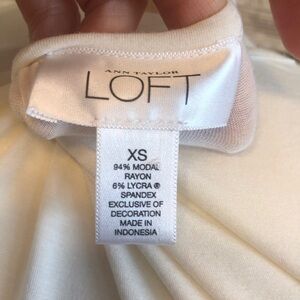 ANN TAYLOR
LOFT
XS
94% MODAL
RAYON
6% LYCRA ®
SPANDEX
EXCLUSIVE OF
DECORATION
MADE IN
INDONESIA